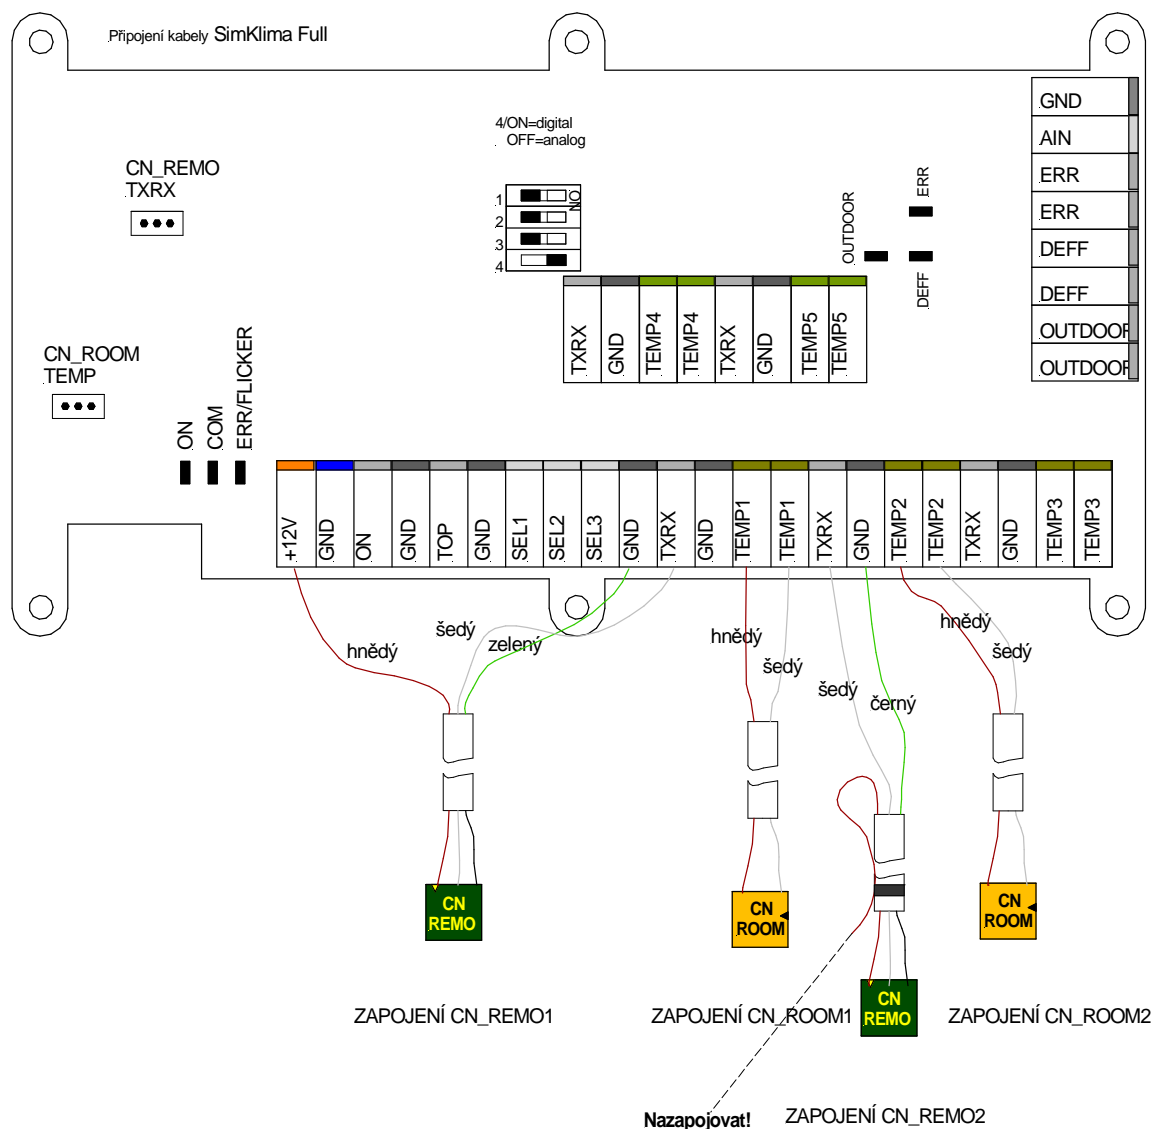 Připojení kabely SimKlima Full
4/ON=digital
OFF=analog
CN_REMO
TXRX
1
2
3
4
NO
OUTDOOR
ERR
DEFF
GND
AIN
ERR
ERR
DEFF
DEFF
OUTDOOR
OUTDOOR
TXRX
GND
TEMP4
TEMP4
TXRX
GND
TEMP5
TEMP5
CN_ROOM
TEMP
ON
COM
ERR/FLICKER
+12V
GND
ON
GND
TOP
GND
SEL1
SEL2
SEL3
GND
TXRX
GND
TEMP1
TEMP1
TXRX
GND
TEMP2
TEMP2
TXRX
GND
TEMP3
TEMP3
hnědý
šedý
zelený
hnědý
šedý
šedý
černý
hnědý
šedý
CN
REMO
CN
ROOM
CN
REMO
CN
ROOM
ZAPOJENÍ CN_REMO1
ZAPOJENÍ CN_ROOM1
ZAPOJENÍ CN_ROOM2
Nazapojovat!
ZAPOJENÍ CN_REMO2